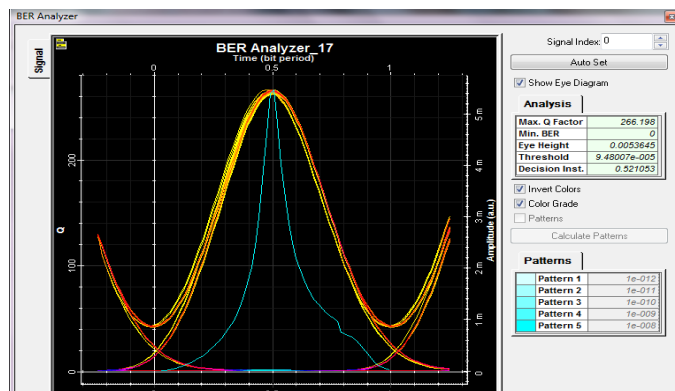 BER Analyzer
Signal
BER Analyzer_17
Time (bit period)
0 0.5 1
Q
0 100 200
Amplitude (a.u.)
0 1 m 2 m 3 m 4 m 5 m
Signal Index: 0
Auto Set
Show Eye Diagram
Analysis
Max. Q Factor 266.198
Min. BER 0
Eye Height 0.0053645
Threshold 9.48007e-005
Decision Inst. 0.521053
Invert Colors
Color Grade
Patterns
Calculate Patterns
Patterns
Pattern 1 1e-012
Pattern 2 1e-011
Pattern 3 1e-010
Pattern 4 1e-009
Pattern 5 1e-008